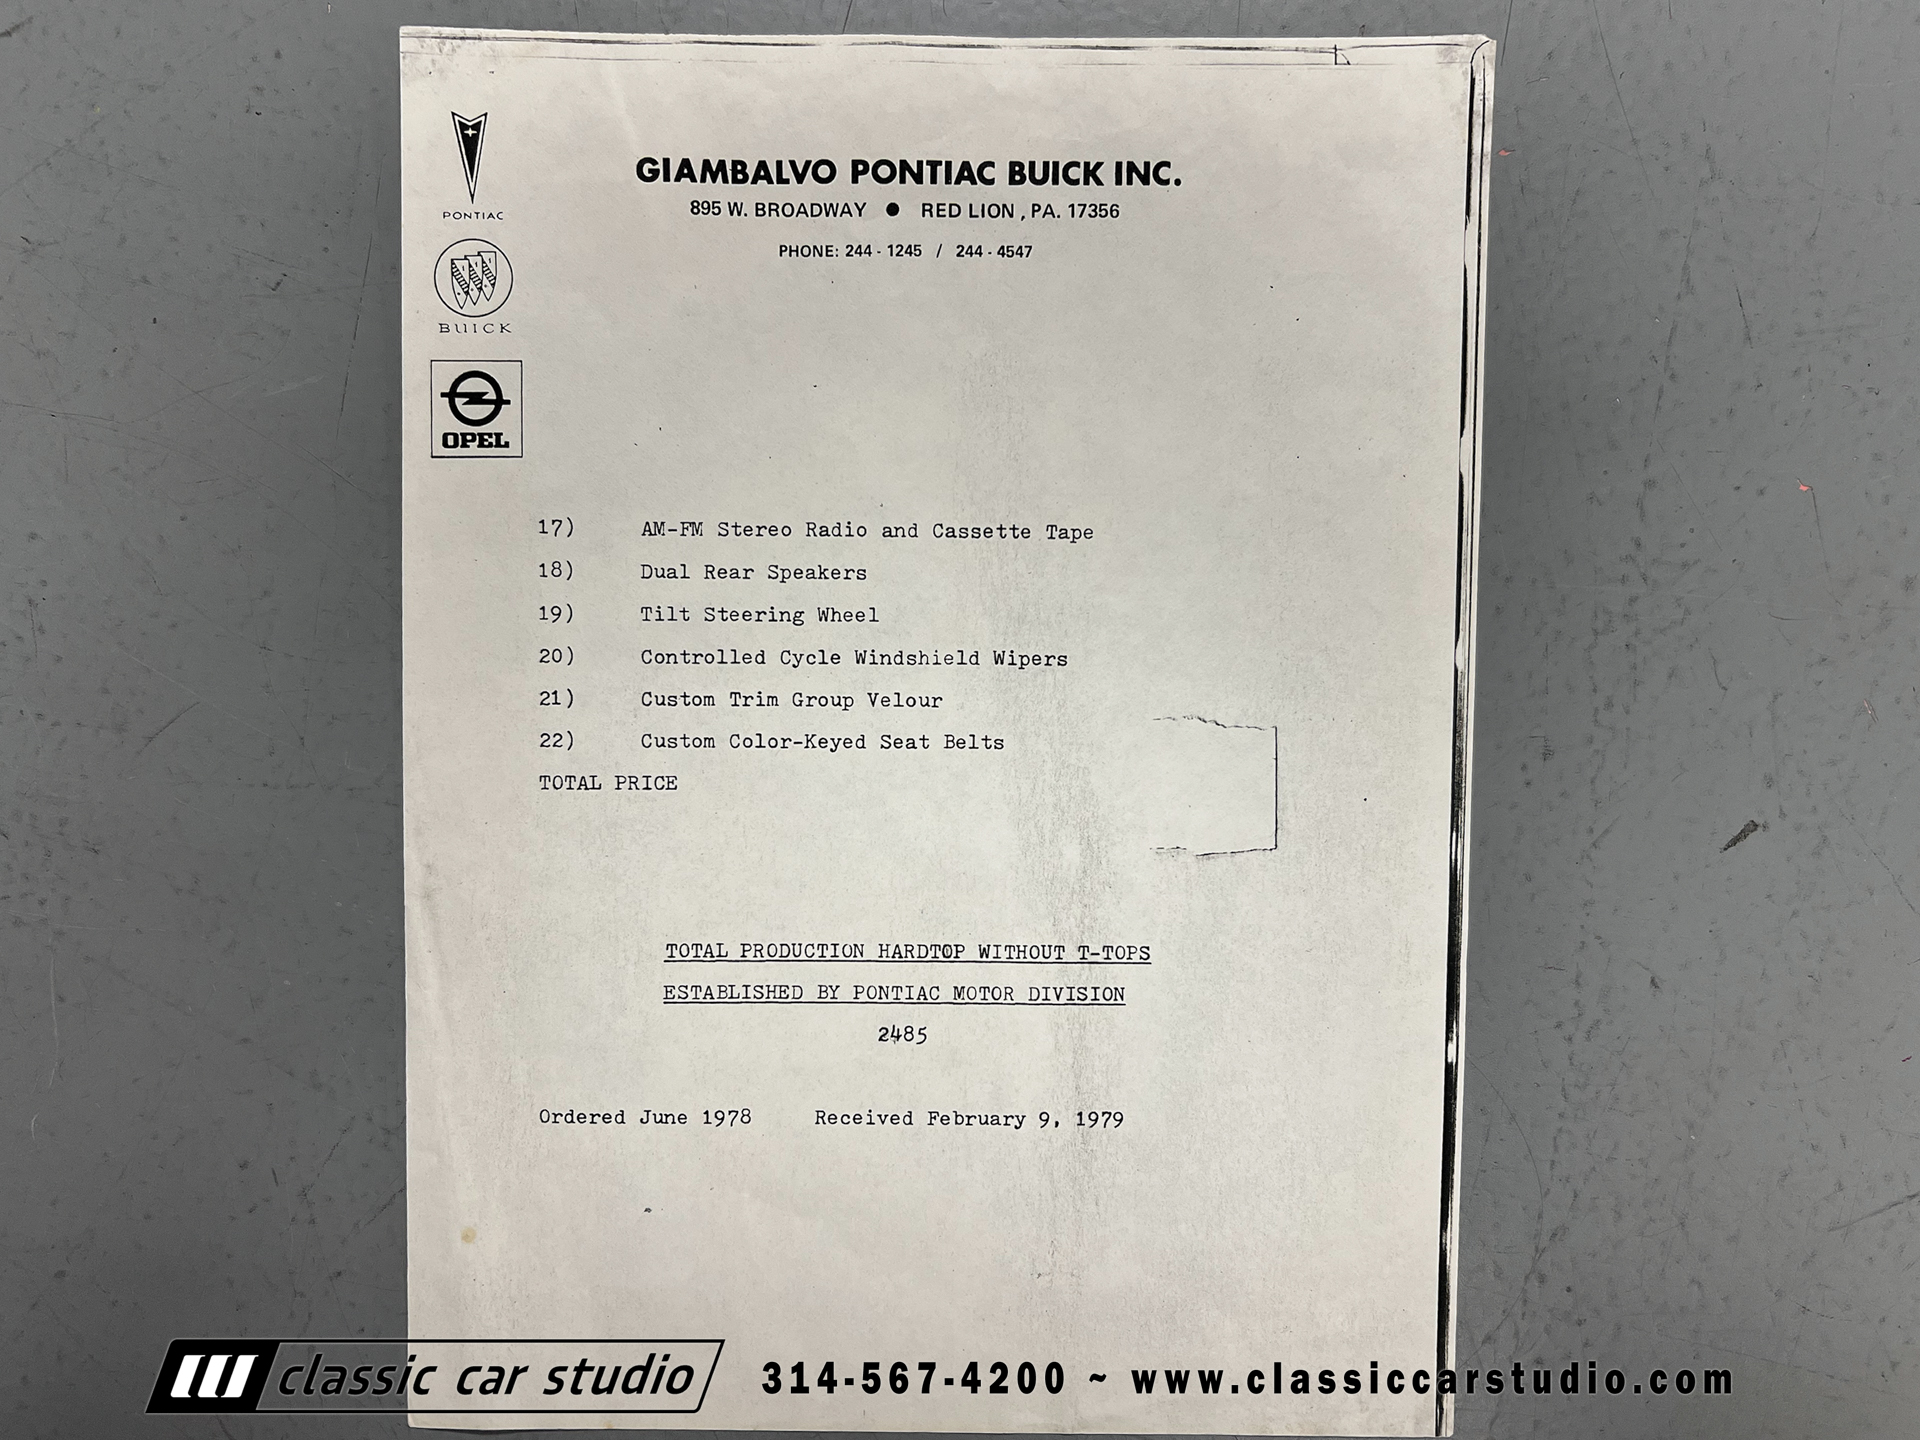 PONTIAC
BUICK
OPEL
GIAMBALVO PONTIAC BUICK INC.
895 W. BROADWAY ● RED LION, PA. 17356
PHONE: 244-1245 / 244-4547
17) AM-FM Stereo Radio and Cassette Tape
18) Dual Rear Speakers
19) Tilt Steering Wheel
20) Controlled Cycle Windshield Wipers
21) Custom Trim Group Velour
22) Custom Color-Keyed Seat Belts
TOTAL PRICE
TOTAL PRODUCTION HARDTOP WITHOUT T-TOPS
ESTABLISHED BY PONTIAC MOTOR DIVISION
2485
Ordered June 1978 Received February 9, 1979
classic car studio 314-567-4200 ~ www.classiccarstudio.com